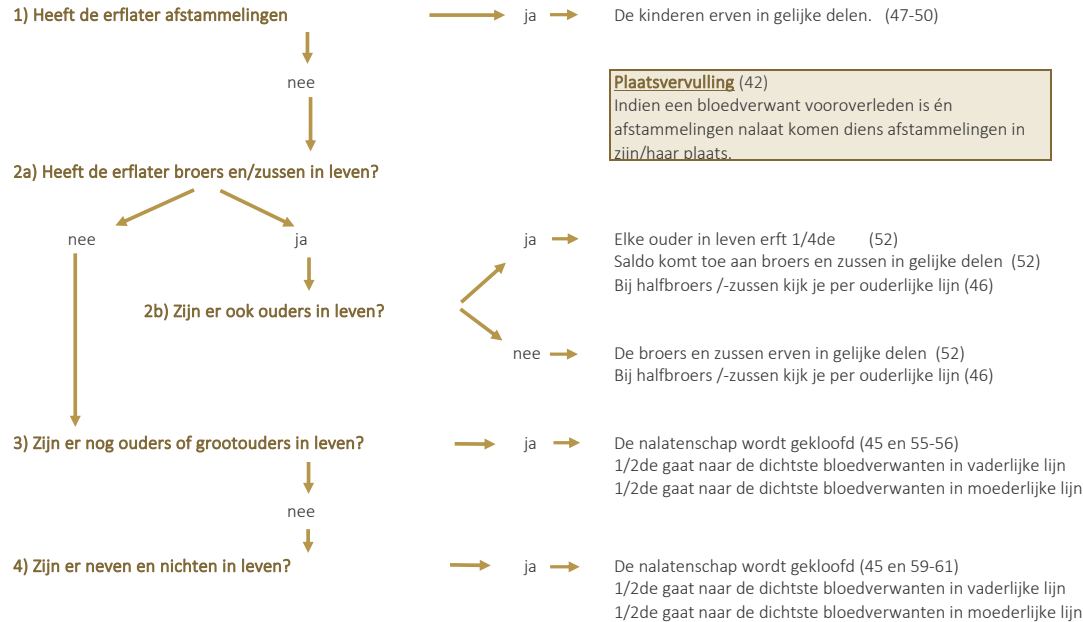 1) Heeft de erflater afstammelingen
ja
De kinderen erven in gelijke delen. (47-50)
nee
Plaatsvervulling (42)
Indien een bloedverwant vooroverleden is én
afstammelingen nalaat komen diens afstammelingen in
zijn/haar plaats.
2a) Heeft de erflater broers en/zussen in leven?
nee
ja
ja
Elke ouder in leven erft 1/4de (52)
Saldo komt toe aan broers en zussen in gelijke delen (52)
Bij halfbroers /-zussen kijk je per ouderlijke lijn (46)
2b) Zijn er ook ouders in leven?
nee
De broers en zussen erven in gelijke delen (52)
Bij halfbroers /-zussen kijk je per ouderlijke lijn (46)
3) Zijn er nog ouders of grootouders in leven?
ja
De nalatenschap wordt gekloofd (45 en 55-56)
1/2de gaat naar de dichtste bloedverwanten in vaderlijke lijn
1/2de gaat naar de dichtste bloedverwanten in moederlijke lijn
nee
4) Zijn er neven en nichten in leven?
ja
De nalatenschap wordt gekloofd (45 en 59-61)
1/2de gaat naar de dichtste bloedverwanten in vaderlijke lijn
1/2de gaat naar de dichtste bloedverwanten in moederlijke lijn